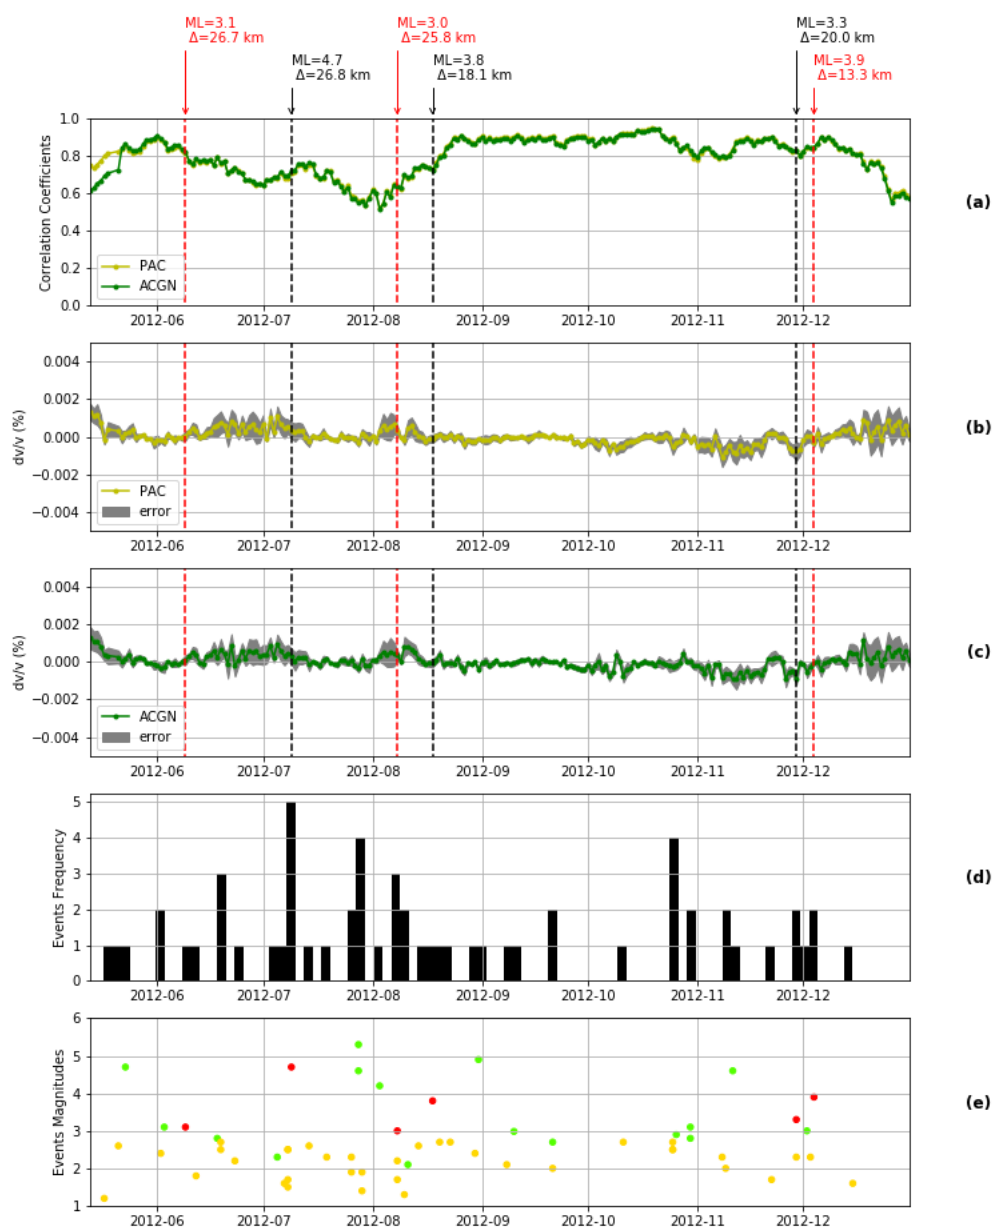 ML=3.1
Δ=26.7 km
ML=3.0
Δ=25.8 km
ML=3.3
Δ=20.0 km
ML=4.7
Δ=26.8 km
ML=3.8
Δ=18.1 km
ML=3.9
Δ=13.3 km
Correlation Coefficients
1.0
0.8
0.6
0.4
0.2
0.0
PAC
ACGN
(a)
2012-06 2012-07 2012-08 2012-09 2012-10 2012-11 2012-12
dv/v (%)
0.004
0.002
0.000
−0.002
−0.004
PAC
error
(b)
2012-06 2012-07 2012-08 2012-09 2012-10 2012-11 2012-12
dv/v (%)
0.004
0.002
0.000
−0.002
−0.004
ACGN
error
(c)
2012-06 2012-07 2012-08 2012-09 2012-10 2012-11 2012-12
Events Frequency
5
4
3
2
1
0
(d)
2012-06 2012-07 2012-08 2012-09 2012-10 2012-11 2012-12
Events Magnitudes
6
5
4
3
2
1
(e)
2012-06 2012-07 2012-08 2012-09 2012-10 2012-11 2012-12